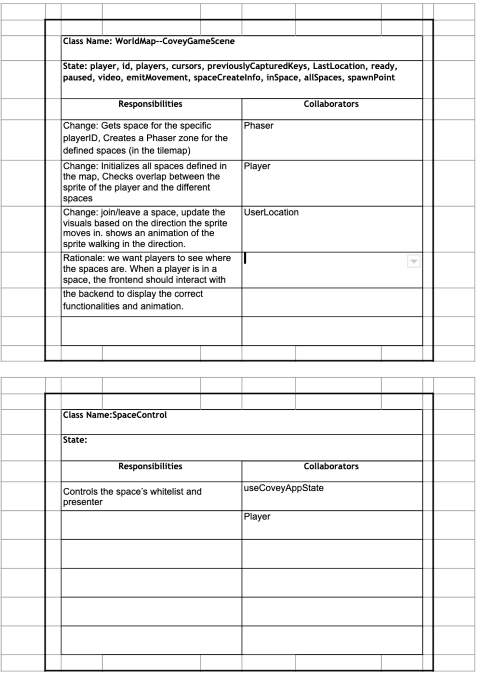 Class Name: WorldMap--CoveyGameScene
State: player, id, players, cursors, previouslyCapturedKeys, LastLocation, ready,
paused, video, emitMovement, spaceCreateInfo, inSpace, allSpaces, spawnPoint
Responsibilities
Collaborators
Change: Gets space for the specific
playerID, Creates a Phaser zone for the
defined spaces (in the tilemap)
Phaser
Change: Initializes all spaces defined in
the map, Checks overlap between the
sprite of the player and the different
spaces
Player
Change: join/leave a space, update the
visuals based on the direction the sprite
moves in. shows an animation of the
sprite walking in the direction.
UserLocation
Rationale: we want players to see where
the spaces are. When a player is in a
space, the frontend should interact with
the backend to display the correct
functionalities and animation.
Class Name:SpaceControl
State:
Responsibilities
Collaborators
Controls the space's whitelist and
presenter
useCoveyAppState
Player